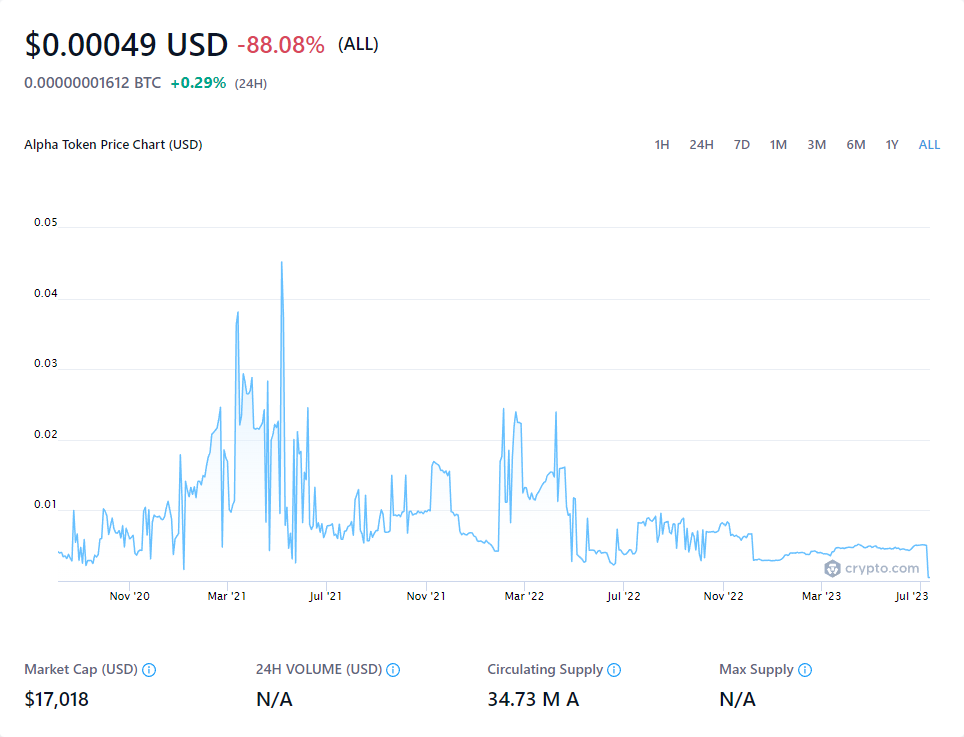 $0.00049 USD -88.08% (ALL)
0.00000001612 BTC +0.29% (24H)
Alpha Token Price Chart (USD) 1H 24H 7D 1M 3M 6M 1Y ALL
0.05
0.04
0.03
0.02
0.01
crypto.com
Nov '20 Mar '21 Jul '21 Nov '21 Mar '22 Jul '22 Nov '22 Mar '23 Jul '23
Market Cap (USD) 24H VOLUME (USD) Circulating Supply Max Supply
$17,018 N/A 34.73 M A N/A